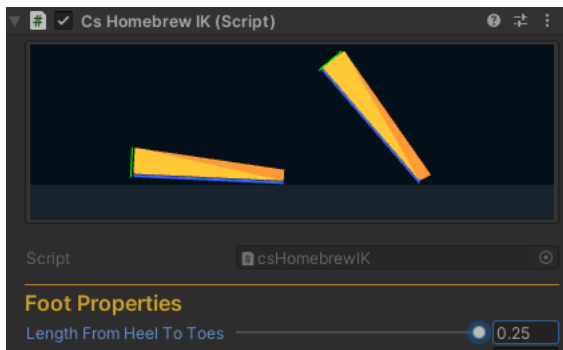 Cs Homebrew IK (Script)
Script
csHomebrewIK
Foot Properties
Length From Heel To Toes
0.25